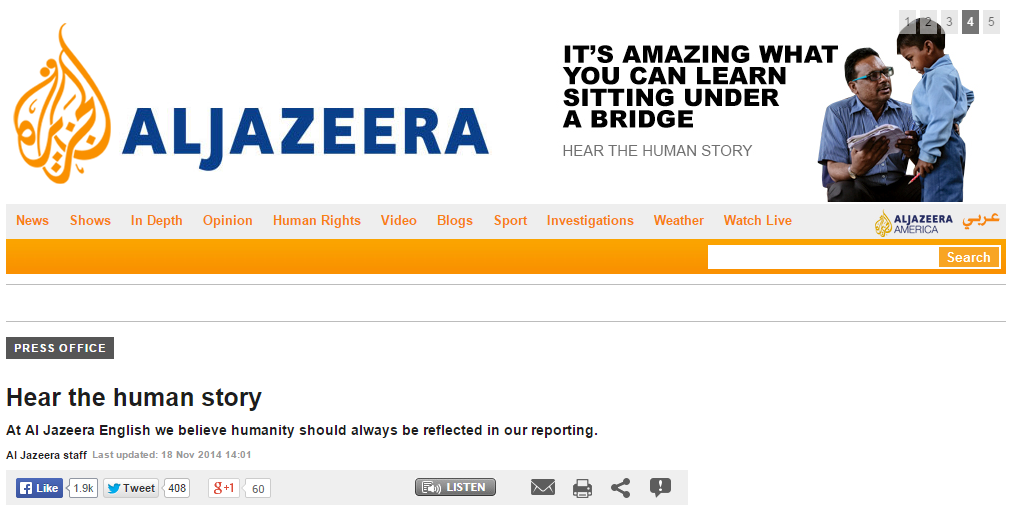 1 2 3 4 5
الجزيرة
ALJAZEERA
IT'S AMAZING WHAT
YOU CAN LEARN
SITTING UNDER
A BRIDGE
HEAR THE HUMAN STORY
News Shows In Depth Opinion Human Rights Video Blogs Sport Investigations Weather Watch Live
ALJAZEERA
AMERICA
عربي
Search
PRESS OFFICE
Hear the human story
At Al Jazeera English we believe humanity should always be reflected in our reporting.
Al Jazeera staff Last updated: 18 Nov 2014 14:01
Like 1.9k Tweet 408 g+1 60 LISTEN